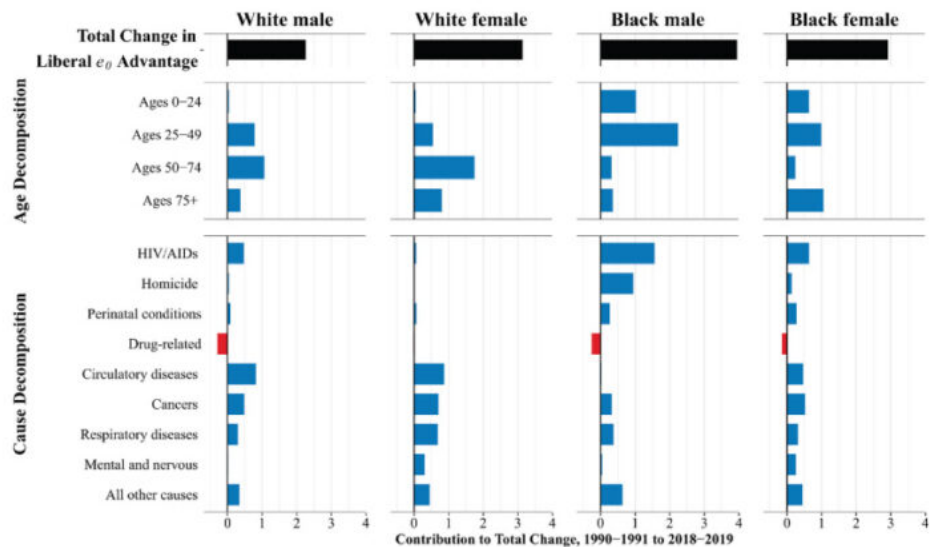 White male White female Black male Black female
Total Change in
Liberal e₀ Advantage
Age Decomposition
Ages 0−24
Ages 25−49
Ages 50−74
Ages 75+
Cause Decomposition
HIV/AIDs
Homicide
Perinatal conditions
Drug-related
Circulatory diseases
Cancers
Respiratory diseases
Mental and nervous
All other causes
0 1 2 3 4 0 1 2 3 4 0 1 2 3 4 0 1 2 3 4
Contribution to Total Change, 1990−1991 to 2018−2019